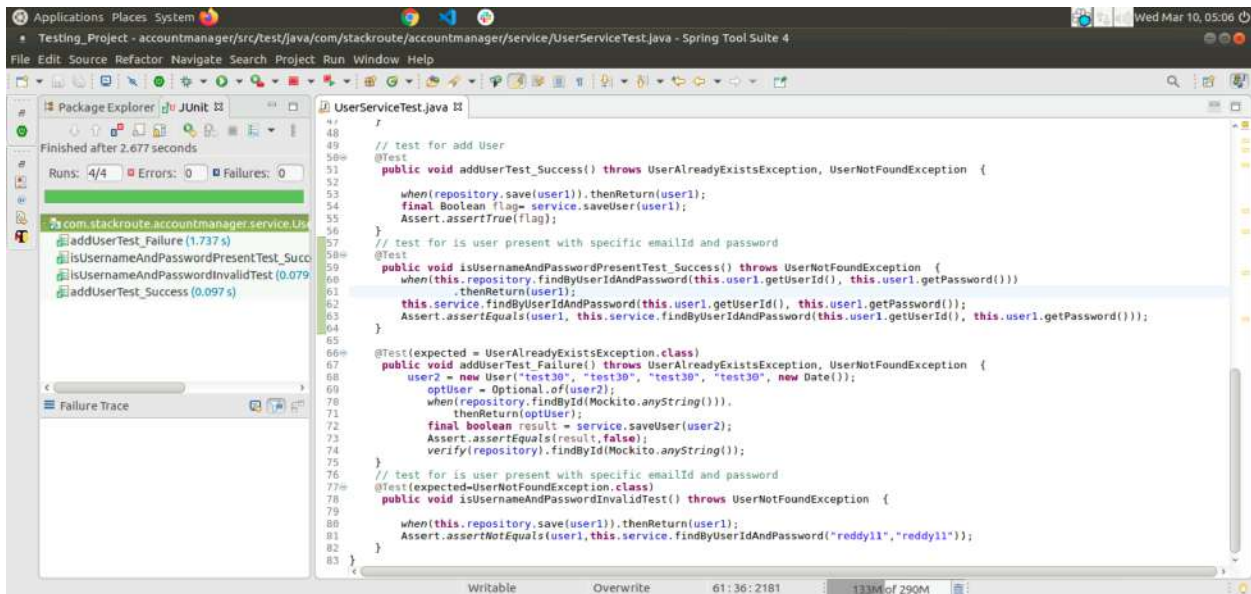 Applications Places System
Wed Mar 10, 05:06
Testing_Project - accountmanager/src/test/java/com/stackroute/accountmanager/service/UserServiceTest.java - Spring Tool Suite 4
File Edit Source Refactor Navigate Search Project Run Window Help
Package Explorer JUnit
Finished after 2.677 seconds
Runs: 4/4 Errors: 0 Failures: 0
com.stackroute.accountmanager.service.Us
addUserTest_Failure (1.737 s)
isUsernameAndPasswordPresentTest_Succ
isUsernameAndPasswordInvalidTest (0.079
addUserTest_Success (0.097 s)
Failure Trace
UserServiceTest.java
47 }
48
49 // test for add User
50 @Test
51 public void addUserTest_Success() throws UserAlreadyExistsException, UserNotFoundException {
52
53 when(repository.save(user1)).thenReturn(user1);
54 final Boolean flag= service.saveUser(user1);
55 Assert.assertTrue(flag);
56 }
57 // test for is user present with specific emailId and password
58 @Test
59 public void isUsernameAndPasswordPresentTest_Success() throws UserNotFoundException {
60 when(this.repository.findByUserIdAndPassword(this.user1.getUserId(), this.user1.getPassword()))
61 .thenReturn(user1);
62 this.service.findByUserIdAndPassword(this.user1.getUserId(), this.user1.getPassword());
63 Assert.assertEquals(user1, this.service.findByUserIdAndPassword(this.user1.getUserId(), this.user1.getPassword()));
64 }
65
66 @Test(expected = UserAlreadyExistsException.class)
67 public void addUserTest_Failure() throws UserAlreadyExistsException, UserNotFoundException {
68 user2 = new User("test30", "test30", "test30", "test30", new Date());
69 optUser = Optional.of(user2);
70 when(repository.findById(Mockito.anyString())).
71 thenReturn(optUser);
72 final boolean result = service.saveUser(user2);
73 Assert.assertEquals(result,false);
74 verify(repository).findById(Mockito.anyString());
75 }
76 // test for is user present with specific emailId and password
77 @Test(expected=UserNotFoundException.class)
78 public void isUsernameAndPasswordInvalidTest() throws UserNotFoundException {
79
80 when(this.repository.save(user1)).thenReturn(user1);
81 Assert.assertNotEquals(user1,this.service.findByUserIdAndPassword("reddy11","reddy11"));
82 }
83 }
Writable Overwrite 61:36:2181 133M of 290M